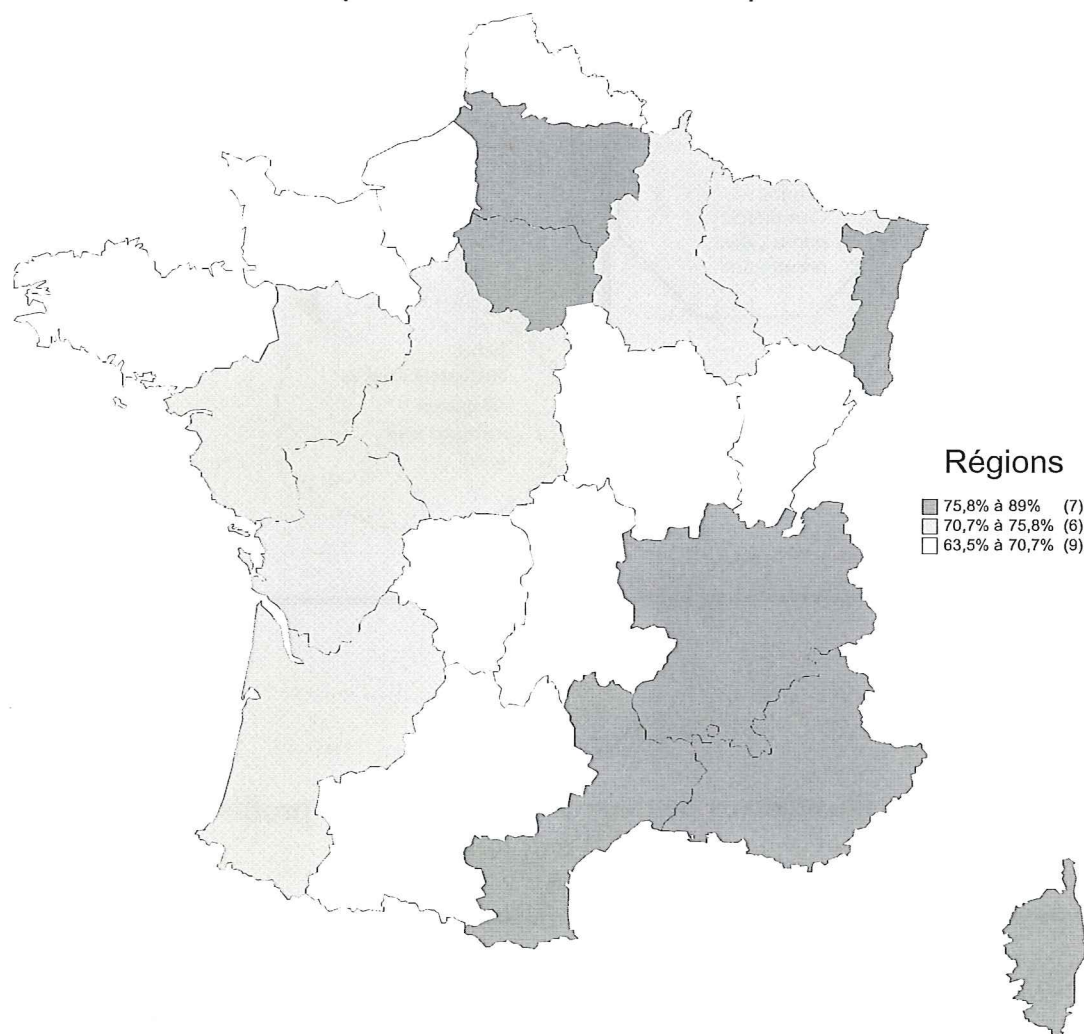 Régions
75,8% à 89% (7)
70,7% à 75,8% (6)
63,5% à 70,7% (9)